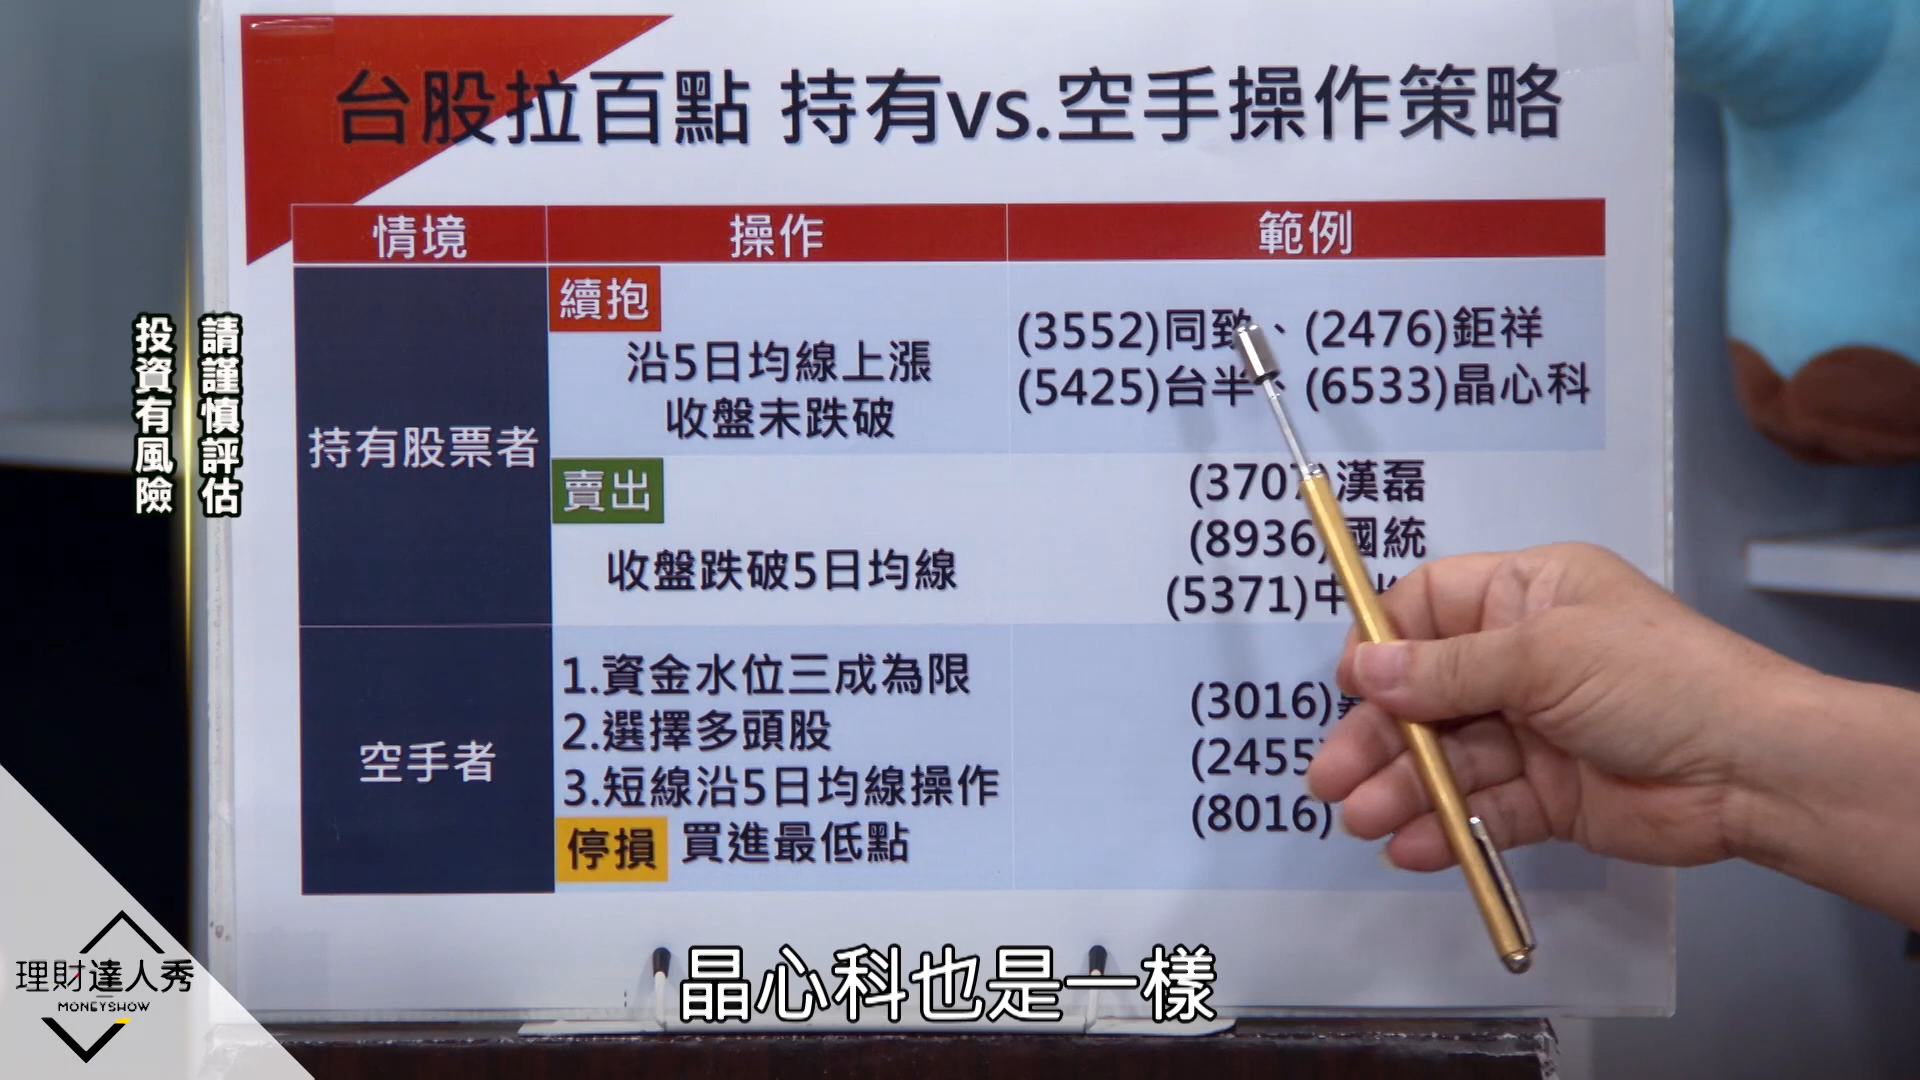 台股拉百點 持有vs.空手操作策略
情境
操作
範例
持有股票者
續抱
沿5日均線上漲
收盤未跌破
(3552)同致、(2476)鉅祥
(5425)台半、(6533)晶心科
賣出
收盤跌破5日均線
(3707)漢磊
(8936)國統
(5371)中
空手者
1.資金水位三成為限
2.選擇多頭股
3.短線沿5日均線操作
停損 買進最低點
(3016)
(2455
(8016)
請謹慎評估
投資有風險
理財達人秀
MONEYSHOW
晶心科也是一樣